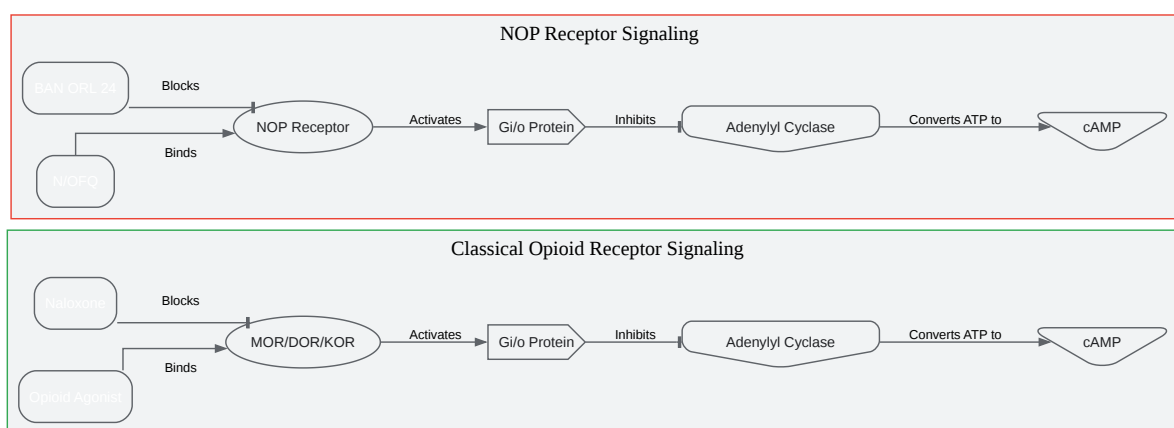 NOP Receptor Signaling
BAN ORL 24
Blocks
NOP Receptor
Activates
Gi/o Protein
Inhibits
Adenylyl Cyclase
Converts ATP to
cAMP
Binds
N/OFQ
Classical Opioid Receptor Signaling
Naloxone
Blocks
MOR/DOR/KOR
Activates
Gi/o Protein
Inhibits
Adenylyl Cyclase
Converts ATP to
cAMP
Binds
Opioid Agonist